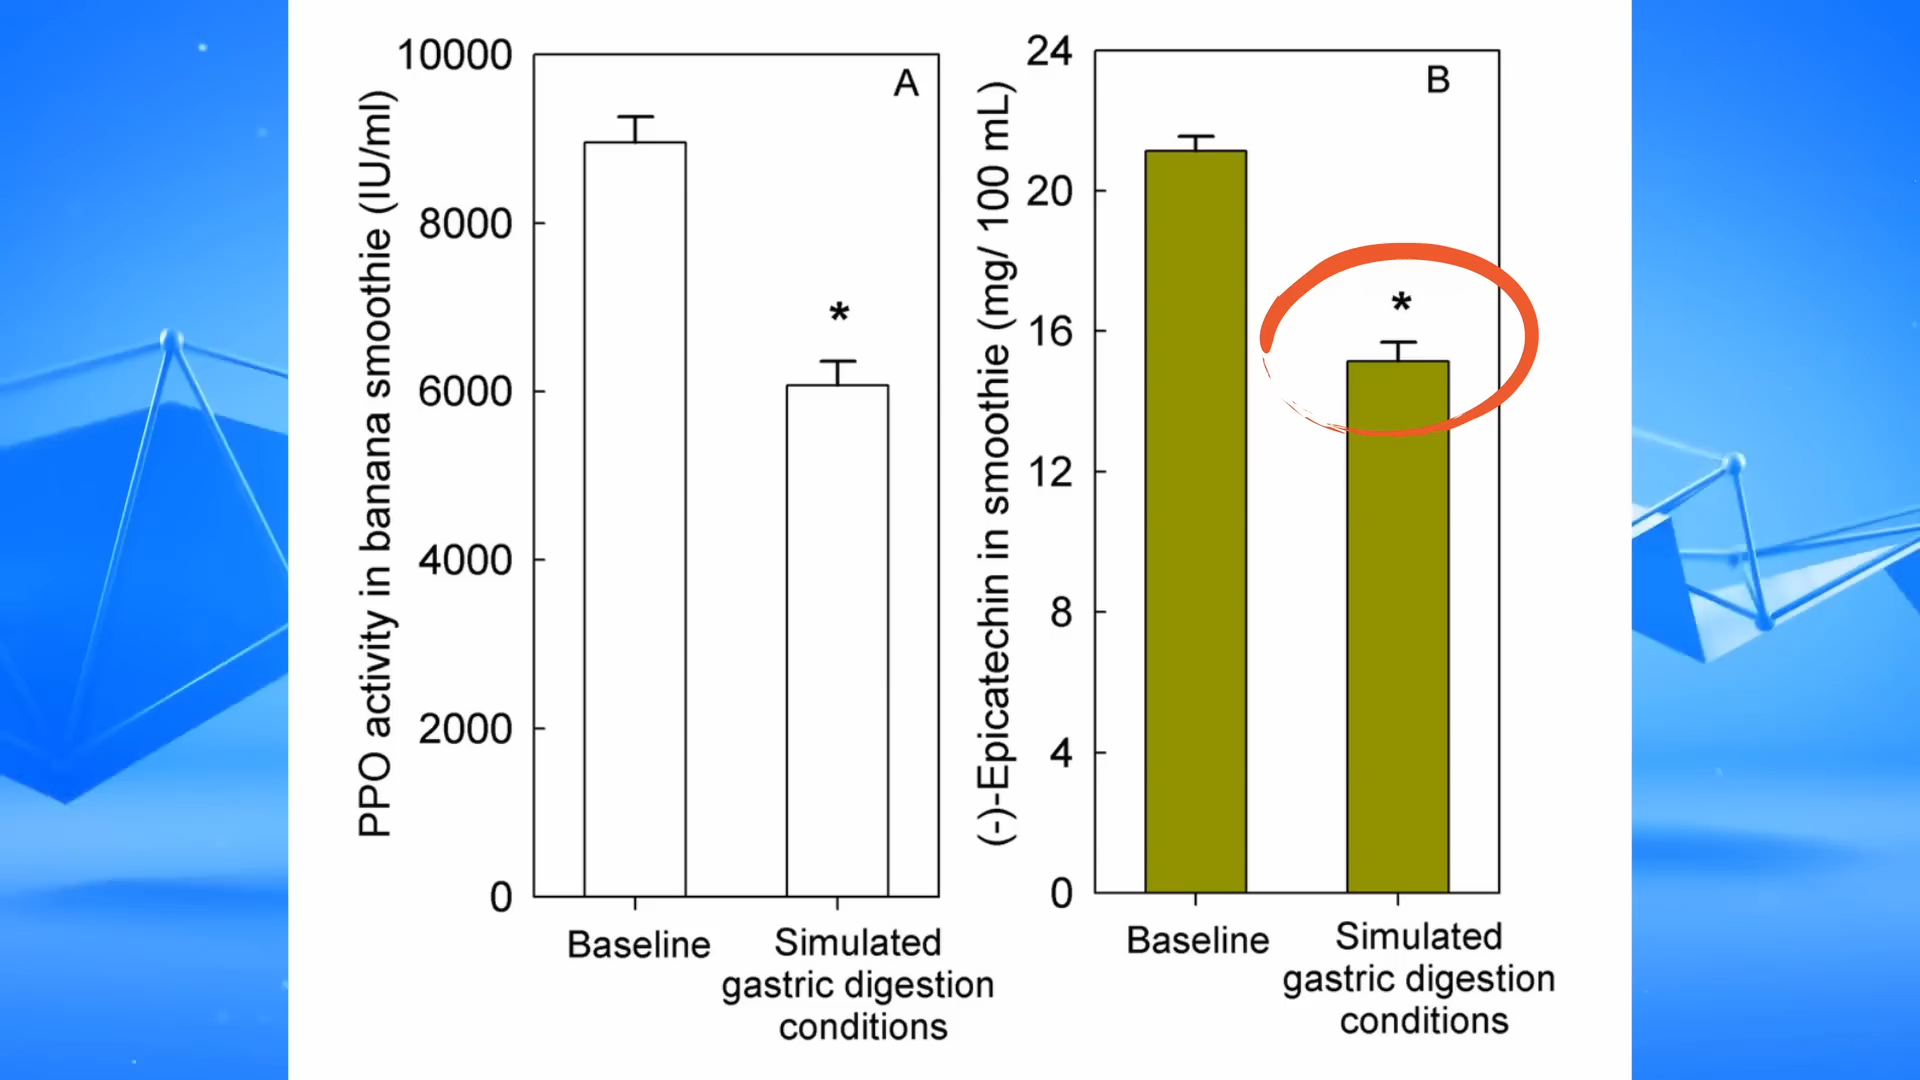 PPO activity in banana smoothie (IU/ml)
10000
8000
6000
4000
2000
0
A
*
Baseline
Simulated
gastric digestion
conditions
(-)-Epicatechin in smoothie (mg/ 100 mL)
24
20
16
12
8
4
0
B
*
Baseline
Simulated
gastric digestion
conditions